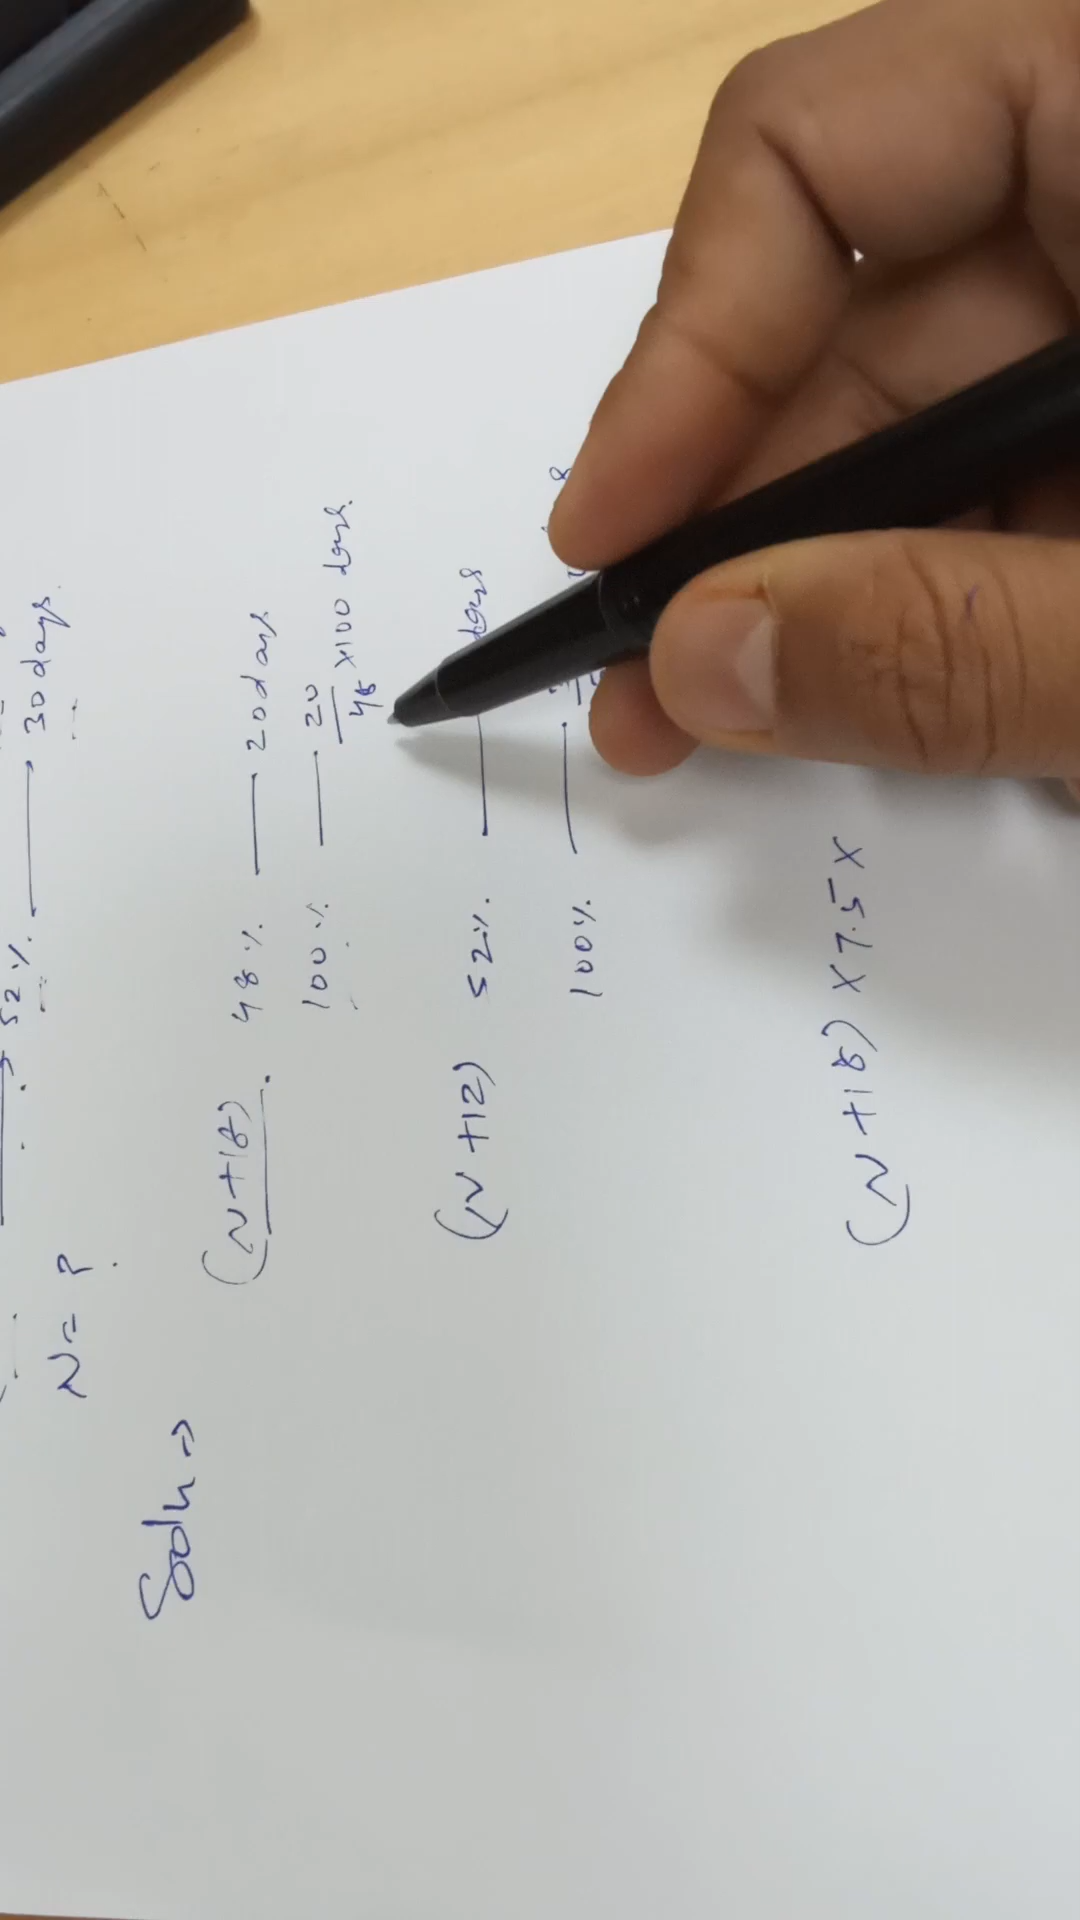 52% —— 30 days.
N = ?
Soln →
(N+18). 48% —— 20 days
100% —— 20/48 ×100 days.
(N+12) 52% —— days
100% ——
(N+18) × 7.5 ×